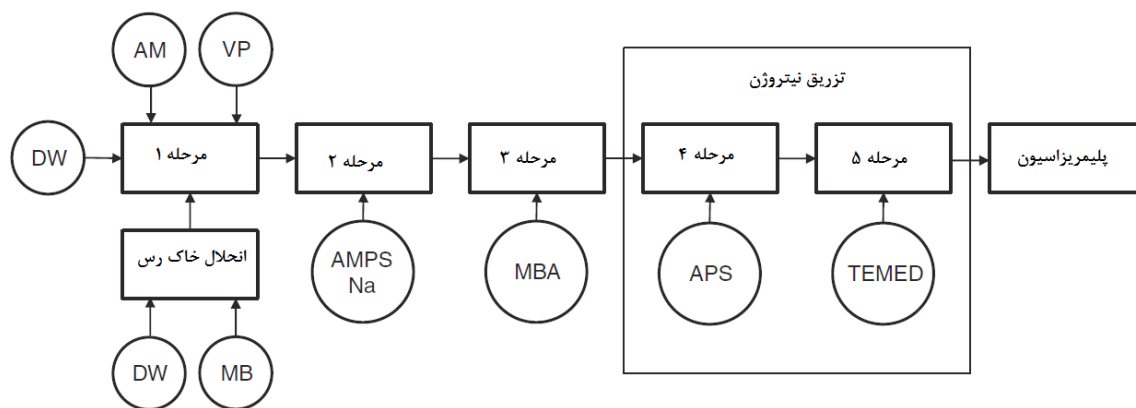 AM
VP
تزریق نیتروژن
DW
مرحله ۱
مرحله ۲
مرحله ۳
مرحله ۴
مرحله ۵
پلیمریزاسیون
انحلال خاک رس
AMPS
Na
MBA
APS
TEMED
DW
MB